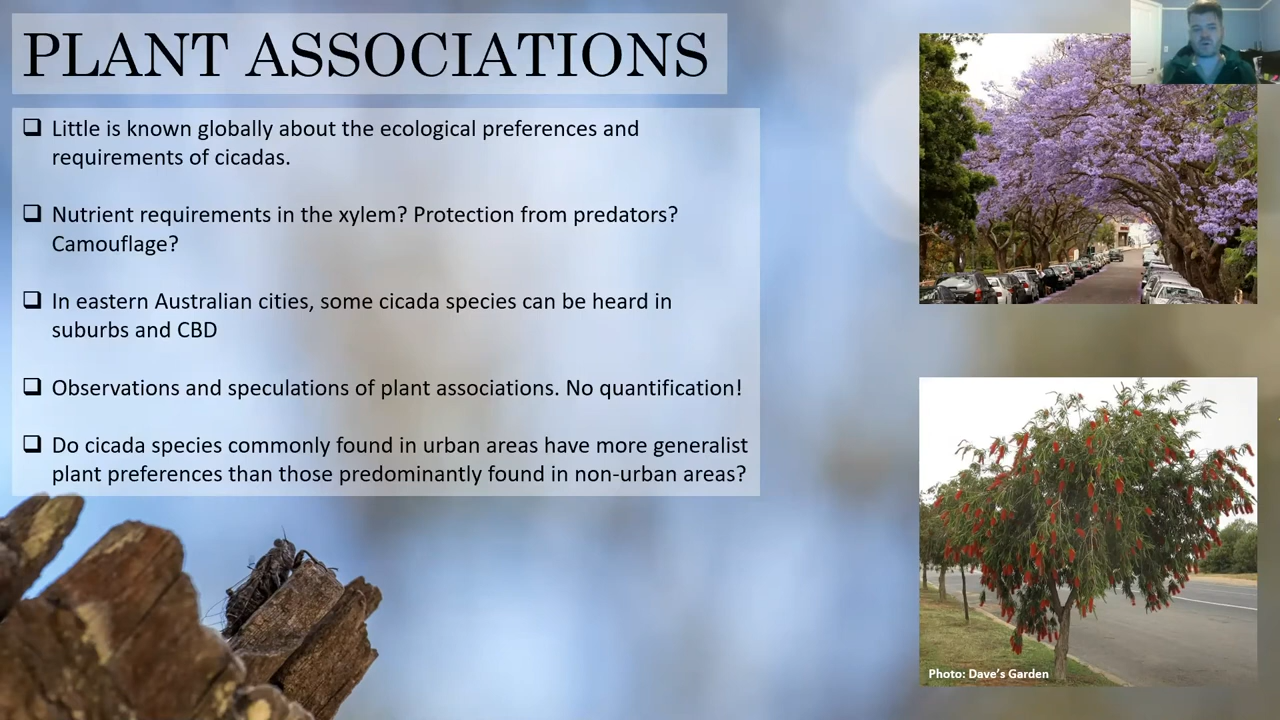 PLANT ASSOCIATIONS
Little is known globally about the ecological preferences and
requirements of cicadas.
Nutrient requirements in the xylem? Protection from predators?
Camouflage?
In eastern Australian cities, some cicada species can be heard in
suburbs and CBD
Observations and speculations of plant associations. No quantification!
Do cicada species commonly found in urban areas have more generalist
plant preferences than those predominantly found in non-urban areas?
Photo: Dave's Garden